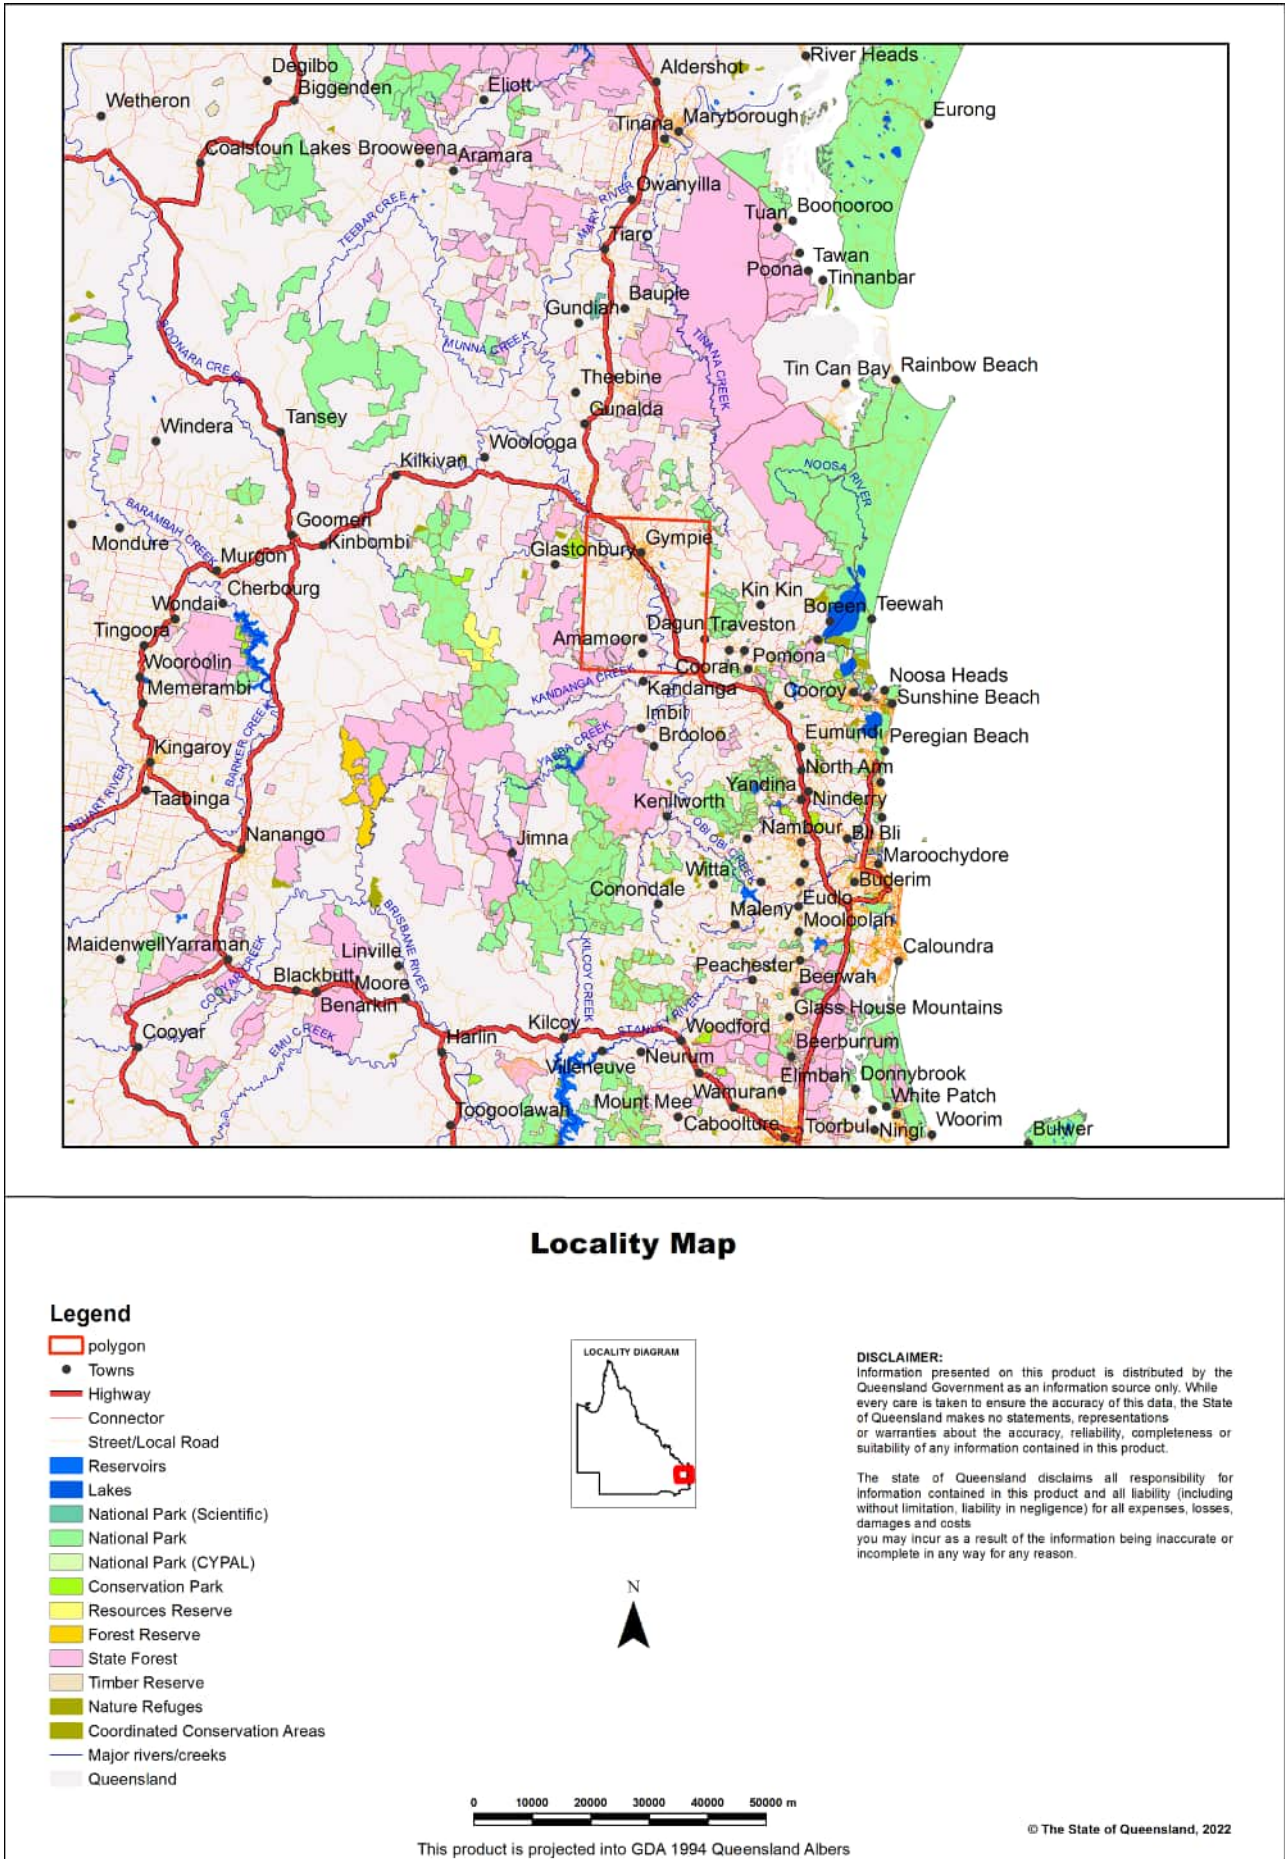 River Heads
Aldershot
Degilbo
Biggenden
Eliott
Wetheron
Eurong
Maryborough
Tinana
Coalstoun Lakes
Brooweena
Aramara
Owanyilla
MARY RIVER
TEEBAR CREEK
Tuan
Boonooroo
Tiaro
Tawan
Poona
Tinnanbar
Bauple
Gundiah
BOONARA CREEK
MUNNA CREEK
TINANA CREEK
Tin Can Bay
Rainbow Beach
Theebine
Gunalda
Windera
Tansey
Woolooga
Kilkivan
NOOSA RIVER
BARAMBAH CREEK
Goomeri
Mondure
Kinbombi
Murgon
Glastonbury
Gympie
Cherbourg
Kin Kin
Wondai
Boreen
Teewah
Tingoora
Dagun
Traveston
Amamoor
Wooroolin
Cooran
Pomona
Memerambi
KANDANGA CREEK
Kandanga
Cooroy
Noosa Heads
Sunshine Beach
BARKER CREEK
Imbil
Brooloo
YABBA CREEK
Eumundi
Peregian Beach
Kingaroy
North Arm
STUART RIVER
Taabinga
Yandina
Ninderry
Kenilworth
OBI OBI CREEK
Nanango
Jimna
Nambour
Bli Bli
Maroochydore
Witta
Buderim
Conondale
Eudlo
BRISBANE RIVER
Maleny
Mooloolah
Maidenwell
Yarraman
Linville
KILCOY CREEK
Caloundra
COOYAR CREEK
Blackbutt
Moore
Peachester
Beerwah
Benarkin
Glass House Mountains
Cooyar
EMU CREEK
Harlin
Kilcoy
STANLEY RIVER
Woodford
Beerburrum
Villeneuve
Neurum
Elimbah
Donnybrook
Mount Mee
Wamuran
White Patch
Toogoolawah
Caboolture
Toorbul
Ningi
Woorim
Bulwer
Locality Map
Legend
polygon
Towns
Highway
Connector
Street/Local Road
Reservoirs
Lakes
National Park (Scientific)
National Park
National Park (CYPAL)
Conservation Park
Resources Reserve
Forest Reserve
State Forest
Timber Reserve
Nature Refuges
Coordinated Conservation Areas
Major rivers/creeks
Queensland
LOCALITY DIAGRAM
N
DISCLAIMER:
Information presented on this product is distributed by the
Queensland Government as an information source only. While
every care is taken to ensure the accuracy of this data, the State
of Queensland makes no statements, representations
or warranties about the accuracy, reliability, completeness or
suitability of any information contained in this product.
The state of Queensland disclaims all responsibility for
information contained in this product and all liability (including
without limitation, liability in negligence) for all expenses, losses,
damages and costs
you may incur as a result of the information being inaccurate or
incomplete in any way for any reason.
0 10000 20000 30000 40000 50000 m
This product is projected into GDA 1994 Queensland Albers
© The State of Queensland, 2022